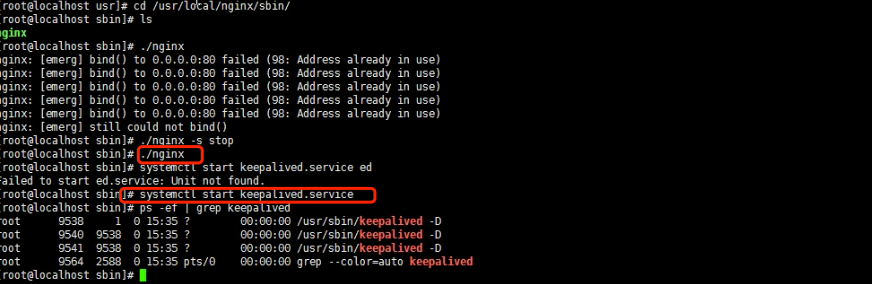 [root@localhost usr]# cd /usr/local/nginx/sbin/
[root@localhost sbin]# ls
nginx
[root@localhost sbin]# ./nginx
nginx: [emerg] bind() to 0.0.0.0:80 failed (98: Address already in use)
nginx: [emerg] bind() to 0.0.0.0:80 failed (98: Address already in use)
nginx: [emerg] bind() to 0.0.0.0:80 failed (98: Address already in use)
nginx: [emerg] bind() to 0.0.0.0:80 failed (98: Address already in use)
nginx: [emerg] bind() to 0.0.0.0:80 failed (98: Address already in use)
nginx: [emerg] still could not bind()
[root@localhost sbin]# ./nginx -s stop
[root@localhost sbin]# ./nginx
[root@localhost sbin]# systemctl start keepalived.service ed
Failed to start ed.service: Unit not found.
[root@localhost sbin]# systemctl start keepalived.service
[root@localhost sbin]# ps -ef | grep keepalived
root 9538 1 0 15:35 ? 00:00:00 /usr/sbin/keepalived -D
root 9540 9538 0 15:35 ? 00:00:00 /usr/sbin/keepalived -D
root 9541 9538 0 15:35 ? 00:00:00 /usr/sbin/keepalived -D
root 9564 2588 0 15:35 pts/0 00:00:00 grep --color=auto keepalived
[root@localhost sbin]#